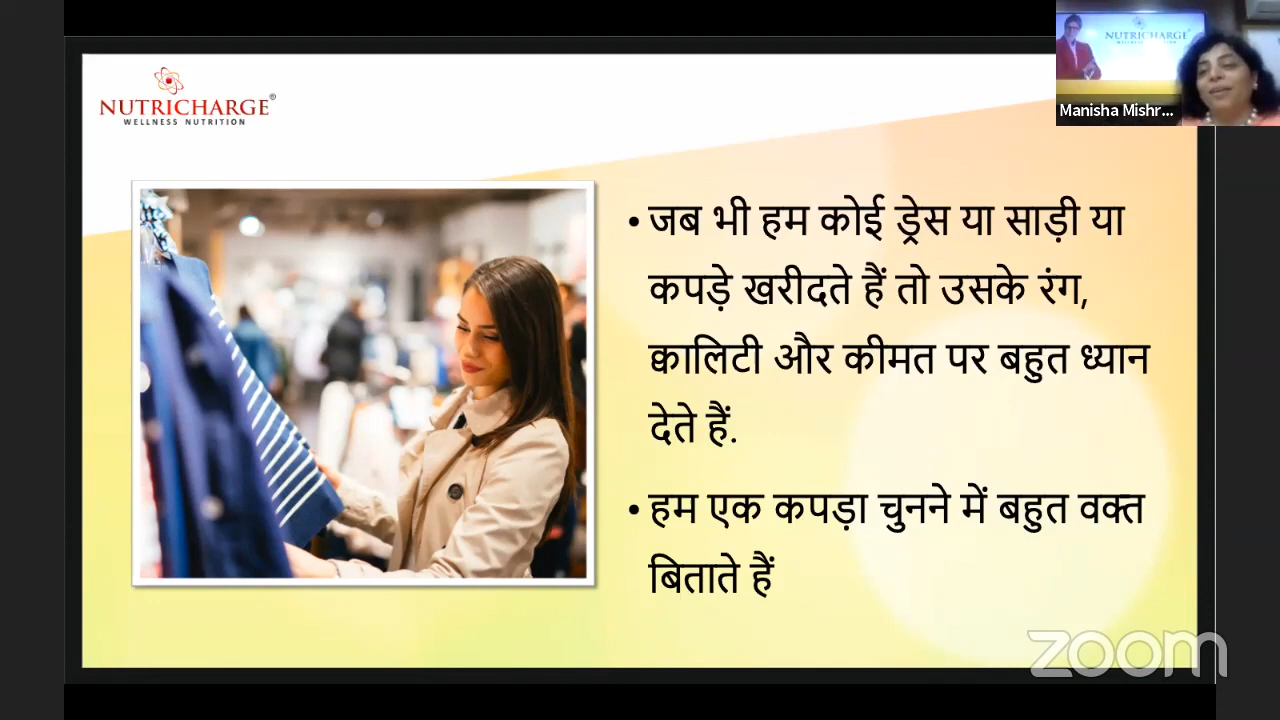 NUTRICHARGE®
WELLNESS NUTRITION
NUTRICHARGE
Manisha Mishr...
• जब भी हम कोई ड्रेस या साड़ी या
कपड़े खरीदते हैं तो उसके रंग,
क्वालिटी और कीमत पर बहुत ध्यान
देते हैं.
• हम एक कपड़ा चुनने में बहुत वक्त
बिताते हैं
zoom